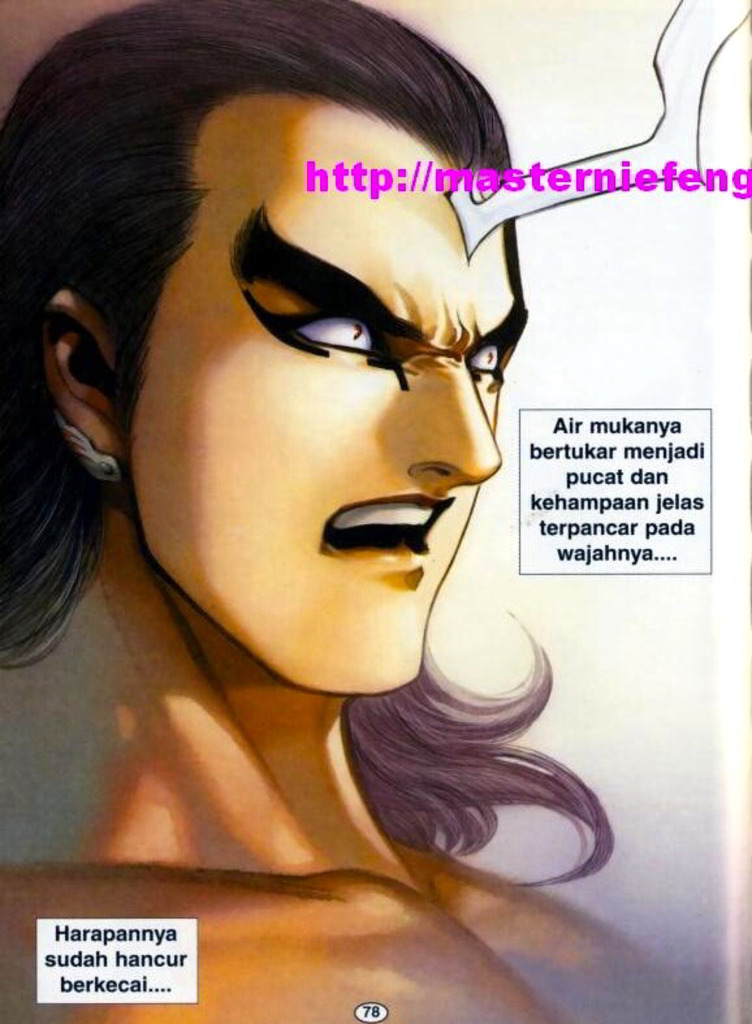 http://masterniefeng
Air mukanya
bertukar menjadi
pucat dan
kehampaan jelas
terpancar pada
wajahnya....
Harapannya
sudah hancur
berkecai....
78